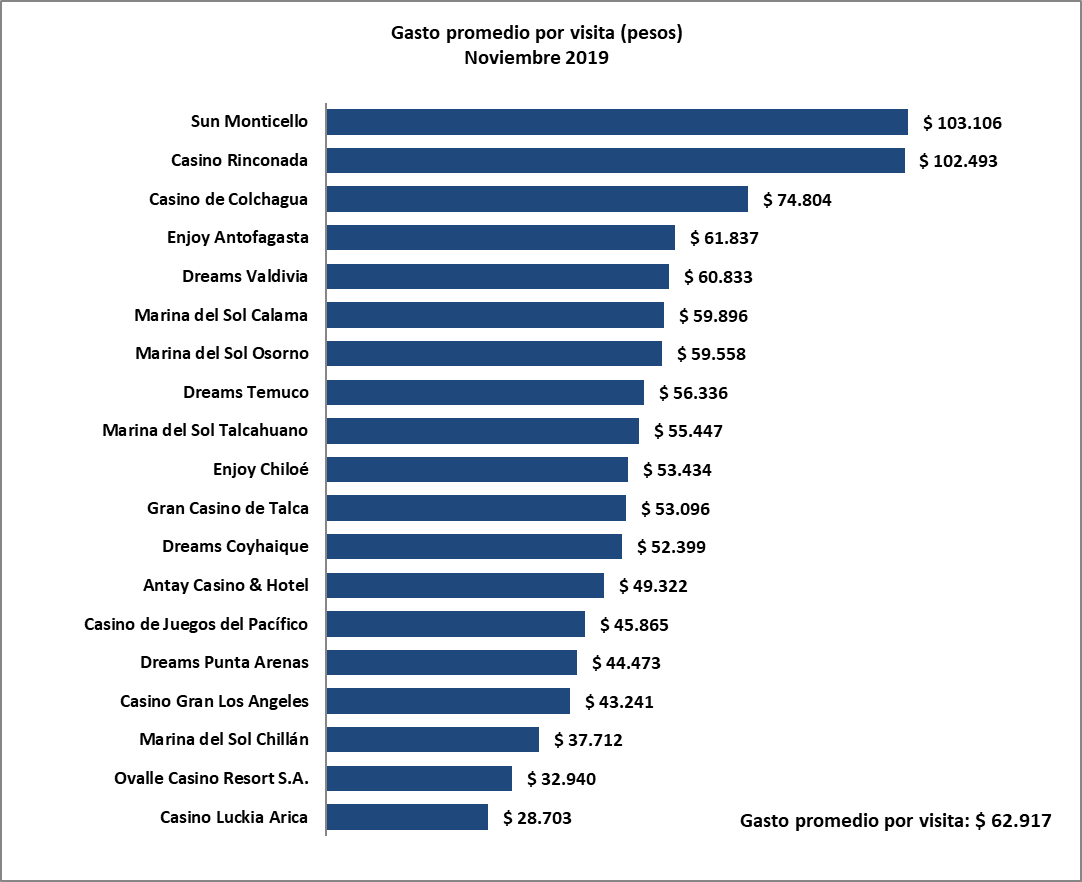 Gasto promedio por visita (pesos)
Noviembre 2019
Sun Monticello $ 103.106
Casino Rinconada $ 102.493
Casino de Colchagua $ 74.804
Enjoy Antofagasta $ 61.837
Dreams Valdivia $ 60.833
Marina del Sol Calama $ 59.896
Marina del Sol Osorno $ 59.558
Dreams Temuco $ 56.336
Marina del Sol Talcahuano $ 55.447
Enjoy Chiloé $ 53.434
Gran Casino de Talca $ 53.096
Dreams Coyhaique $ 52.399
Antay Casino & Hotel $ 49.322
Casino de Juegos del Pacífico $ 45.865
Dreams Punta Arenas $ 44.473
Casino Gran Los Angeles $ 43.241
Marina del Sol Chillán $ 37.712
Ovalle Casino Resort S.A. $ 32.940
Casino Luckia Arica $ 28.703
Gasto promedio por visita: $ 62.917